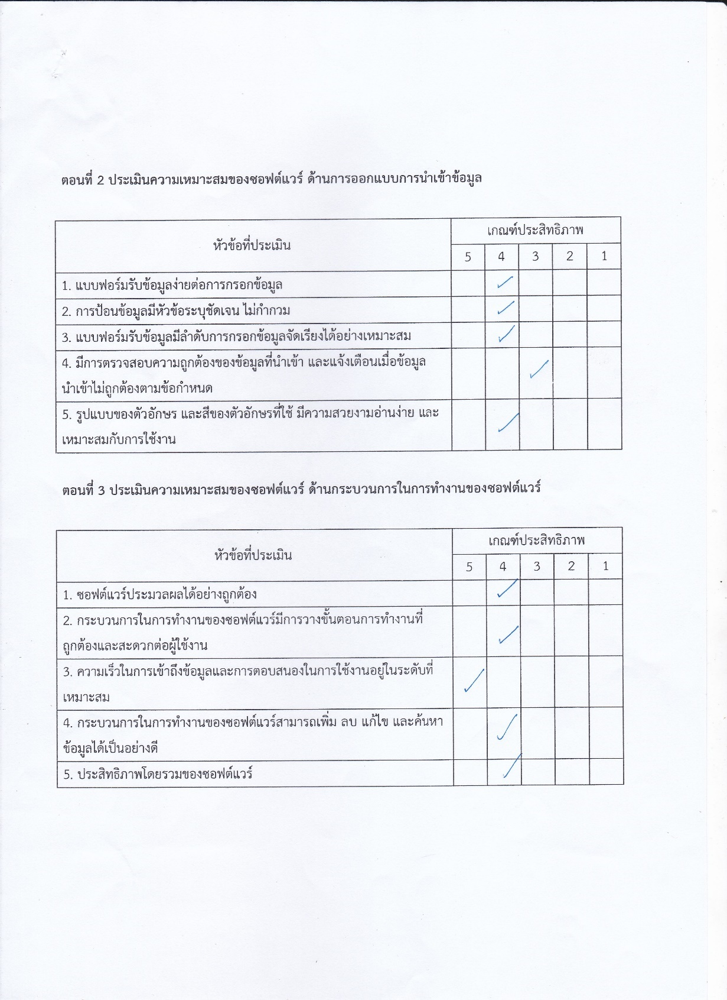 ตอนที่ 2 ประเมินความเหมาะสมของซอฟต์แวร์ ด้านการออกแบบการนำเข้าข้อมูล
หัวข้อที่ประเมิน
เกณฑ์ประสิทธิภาพ
5 4 3 2 1
1. แบบฟอร์มรับข้อมูลง่ายต่อการกรอกข้อมูล ✓
2. การป้อนข้อมูลมีหัวข้อระบุชัดเจน ไม่กำกวม ✓
3. แบบฟอร์มรับข้อมูลมีลำดับการกรอกข้อมูลจัดเรียงได้อย่างเหมาะสม ✓
4. มีการตรวจสอบความถูกต้องของข้อมูลที่นำเข้า และแจ้งเตือนเมื่อข้อมูล ✓
นำเข้าไม่ถูกต้องตามข้อกำหนด
5. รูปแบบของตัวอักษร และสีของตัวอักษรที่ใช้ มีความสวยงามอ่านง่าย และ ✓
เหมาะสมกับการใช้งาน
ตอนที่ 3 ประเมินความเหมาะสมของซอฟต์แวร์ ด้านกระบวนการในการทำงานของซอฟต์แวร์
หัวข้อที่ประเมิน
เกณฑ์ประสิทธิภาพ
5 4 3 2 1
1. ซอฟต์แวร์ประมวลผลได้อย่างถูกต้อง ✓
2. กระบวนการในการทำงานของซอฟต์แวร์มีการวางขั้นตอนการทำงานที่
ถูกต้องและสะดวกต่อผู้ใช้งาน ✓
3. ความเร็วในการเข้าถึงข้อมูลและการตอบสนองในการใช้งานอยู่ในระดับที่ ✓
เหมาะสม
4. กระบวนการในการทำงานของซอฟต์แวร์สามารถเพิ่ม ลบ แก้ไข และค้นหา ✓
ข้อมูลได้เป็นอย่างดี
5. ประสิทธิภาพโดยรวมของซอฟต์แวร์ ✓